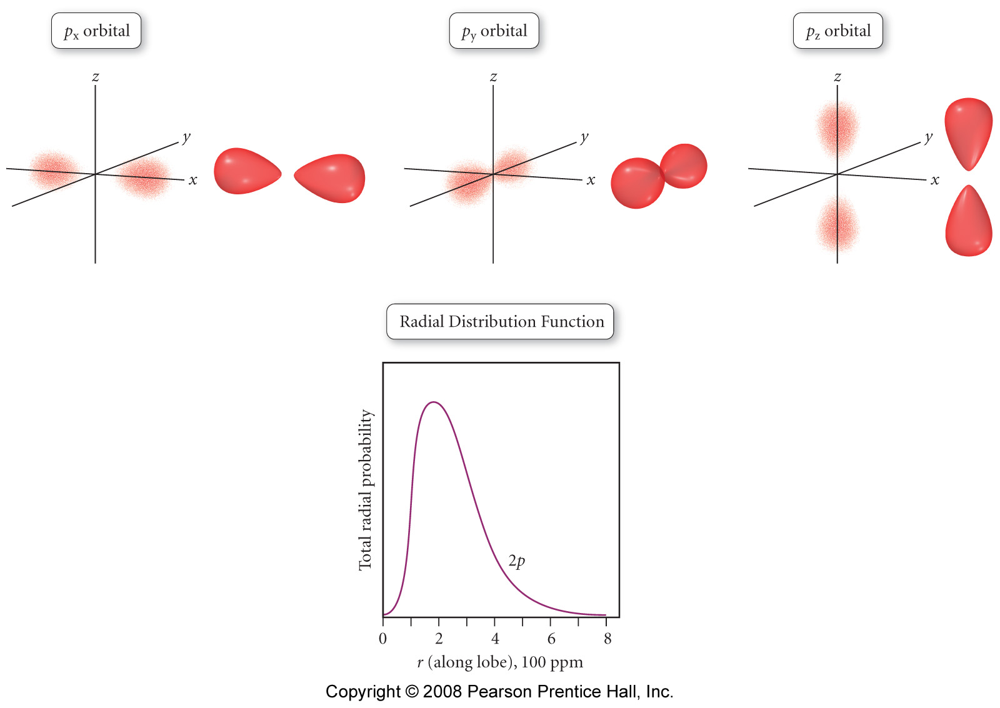 px orbital
py orbital
pz orbital
z
y
x
z
y
x
z
y
x
Radial Distribution Function
Total radial probability
2p
0 2 4 6 8
r (along lobe), 100 ppm
Copyright © 2008 Pearson Prentice Hall, Inc.